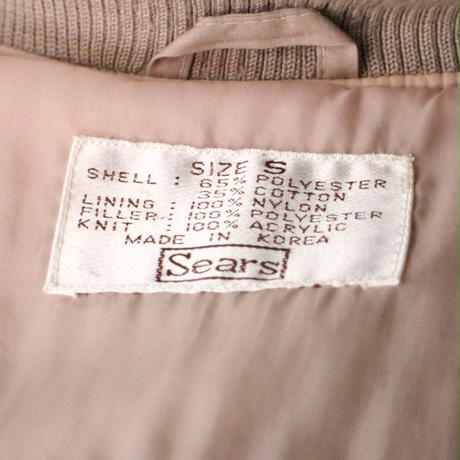 SIZE S
SHELL : 65% POLYESTER
35% COTTON
LINING : 100% NYLON
FILLER : 100% POLYESTER
KNIT : 100% ACRYLIC
MADE IN KOREA
Sears